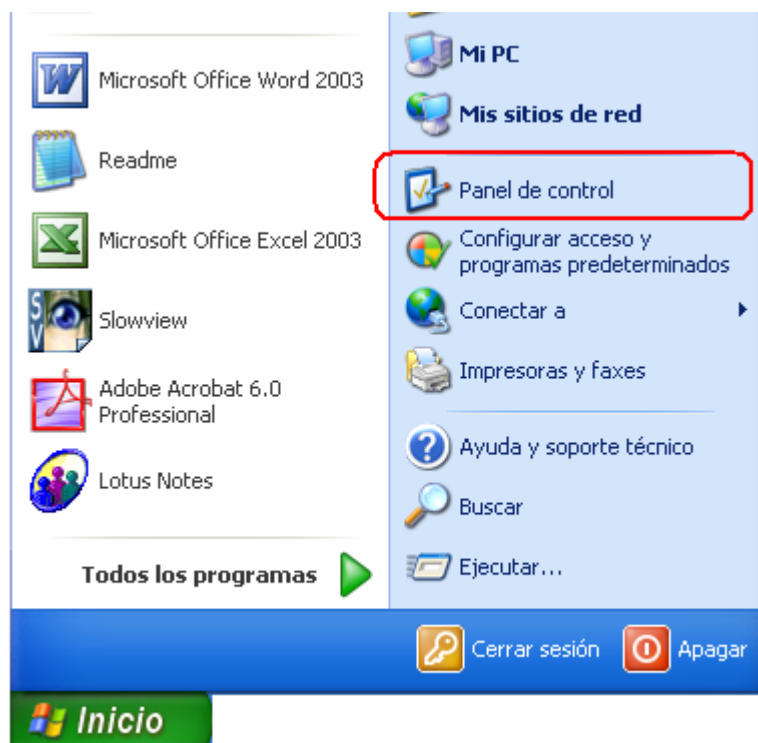 Microsoft Office Word 2003
Readme
Microsoft Office Excel 2003
Slowview
Adobe Acrobat 6.0
Professional
Lotus Notes
Todos los programas
Mi PC
Mis sitios de red
Panel de control
Configurar acceso y
programas predeterminados
Conectar a
Impresoras y faxes
Ayuda y soporte técnico
Buscar
Ejecutar...
Cerrar sesión
Apagar
Inicio